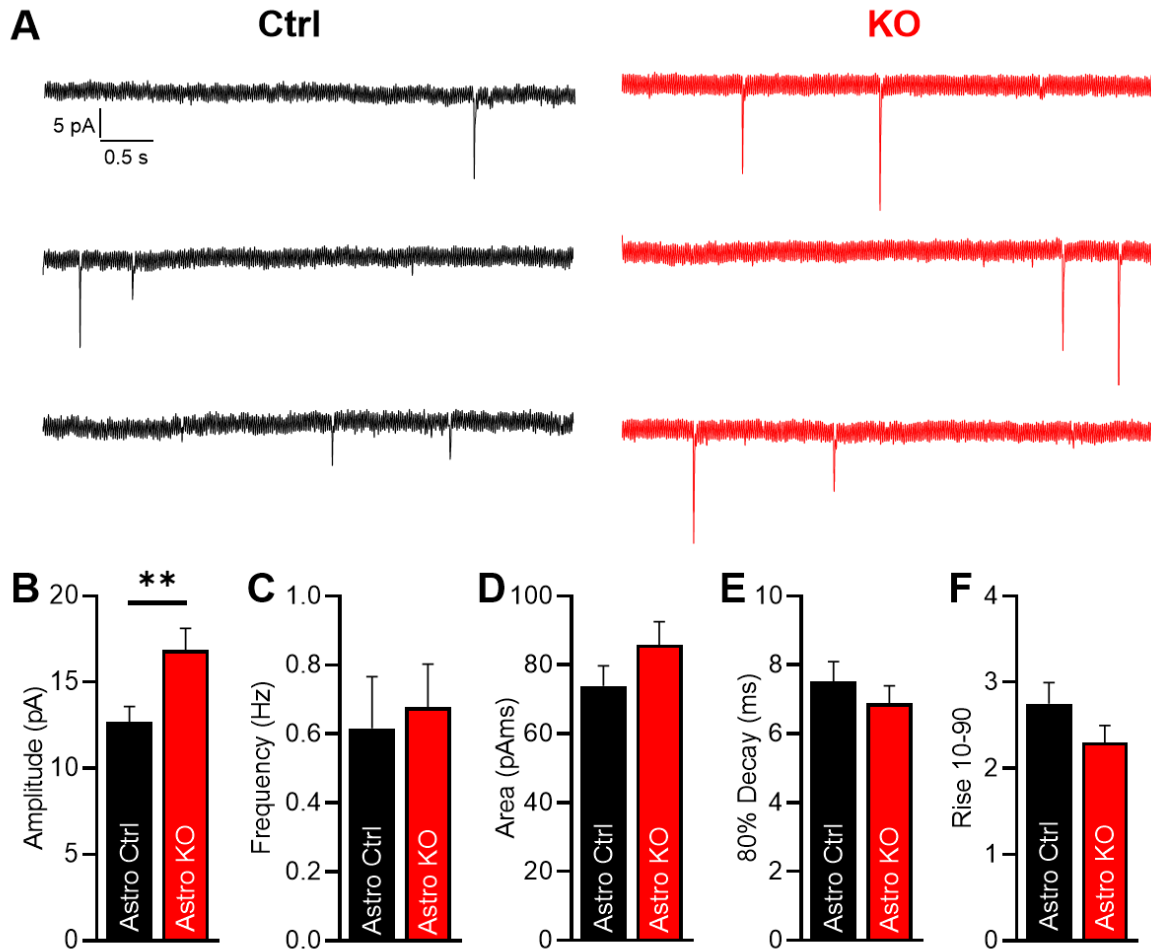 A
Ctrl
KO
5 pA
0.5 s
B
**
Amplitude (pA)
20
15
10
5
0
Astro Ctrl
Astro KO
C
Frequency (Hz)
1.0
0.8
0.6
0.4
0.2
0.0
Astro Ctrl
Astro KO
D
Area (pAms)
100
80
60
40
20
0
Astro Ctrl
Astro KO
E
80% Decay (ms)
10
8
6
4
2
0
Astro Ctrl
Astro KO
F
Rise 10-90
4
3
2
1
0
Astro Ctrl
Astro KO